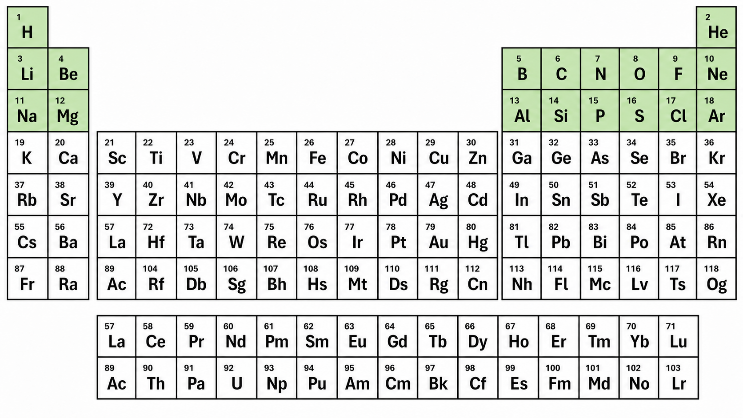 1 2
H He
3 4 5 6 7 8 9 10
Li Be B C N O F Ne
11 12 13 14 15 16 17 18
Na Mg Al Si P S Cl Ar
19 20 21 22 23 24 25 26 27 28 29 30 31 32 33 34 35 36
K Ca Sc Ti V Cr Mn Fe Co Ni Cu Zn Ga Ge As Se Br Kr
37 38 39 40 41 42 43 44 45 46 47 48 49 50 51 52 53 54
Rb Sr Y Zr Nb Mo Tc Ru Rh Pd Ag Cd In Sn Sb Te I Xe
55 56 57 72 73 74 75 76 77 78 79 80 81 82 83 84 85 86
Cs Ba La Hf Ta W Re Os Ir Pt Au Hg Tl Pb Bi Po At Rn
87 88 89 104 105 106 107 108 109 110 111 112 113 114 115 116 117 118
Fr Ra Ac Rf Db Sg Bh Hs Mt Ds Rg Cn Nh Fl Mc Lv Ts Og
57 58 59 60 61 62 63 64 65 66 67 68 69 70 71
La Ce Pr Nd Pm Sm Eu Gd Tb Dy Ho Er Tm Yb Lu
89 90 91 92 93 94 95 96 97 98 99 100 101 102 103
Ac Th Pa U Np Pu Am Cm Bk Cf Es Fm Md No Lr